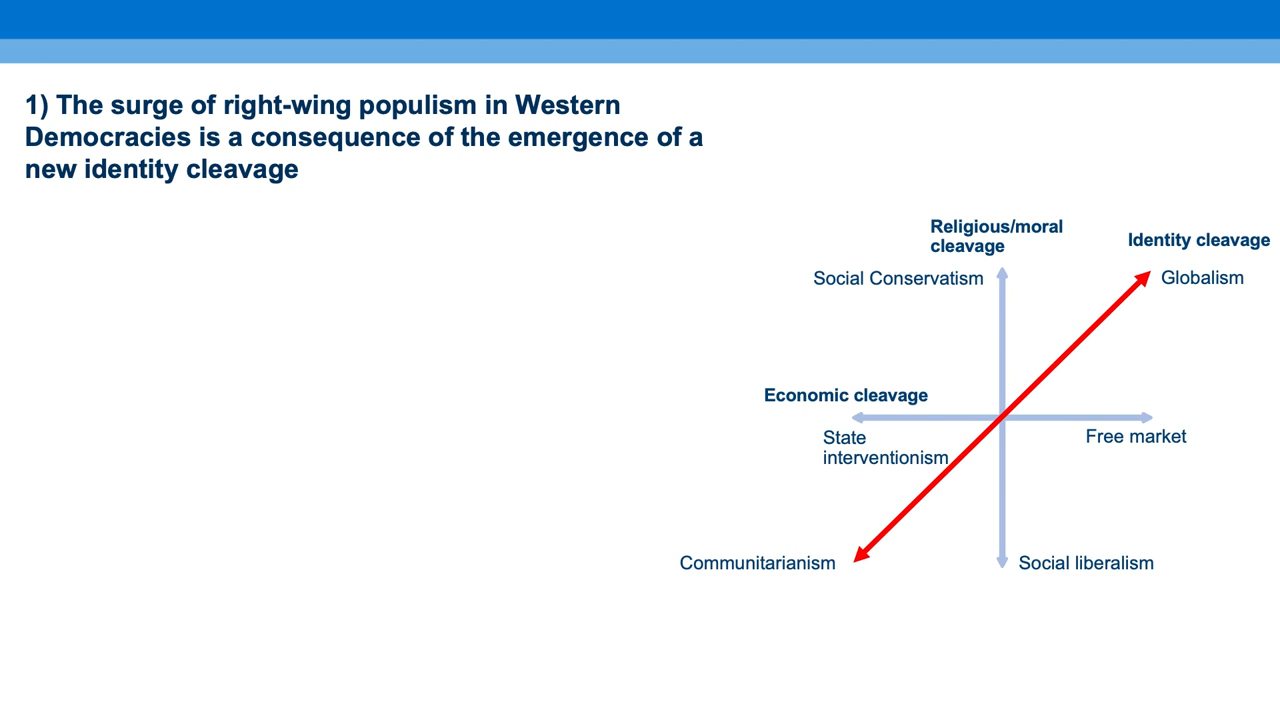 1) The surge of right-wing populism in Western
Democracies is a consequence of the emergence of a
new identity cleavage
Religious/moral
cleavage
Identity cleavage
Social Conservatism
Globalism
Economic cleavage
State
interventionism
Free market
Communitarianism
Social liberalism